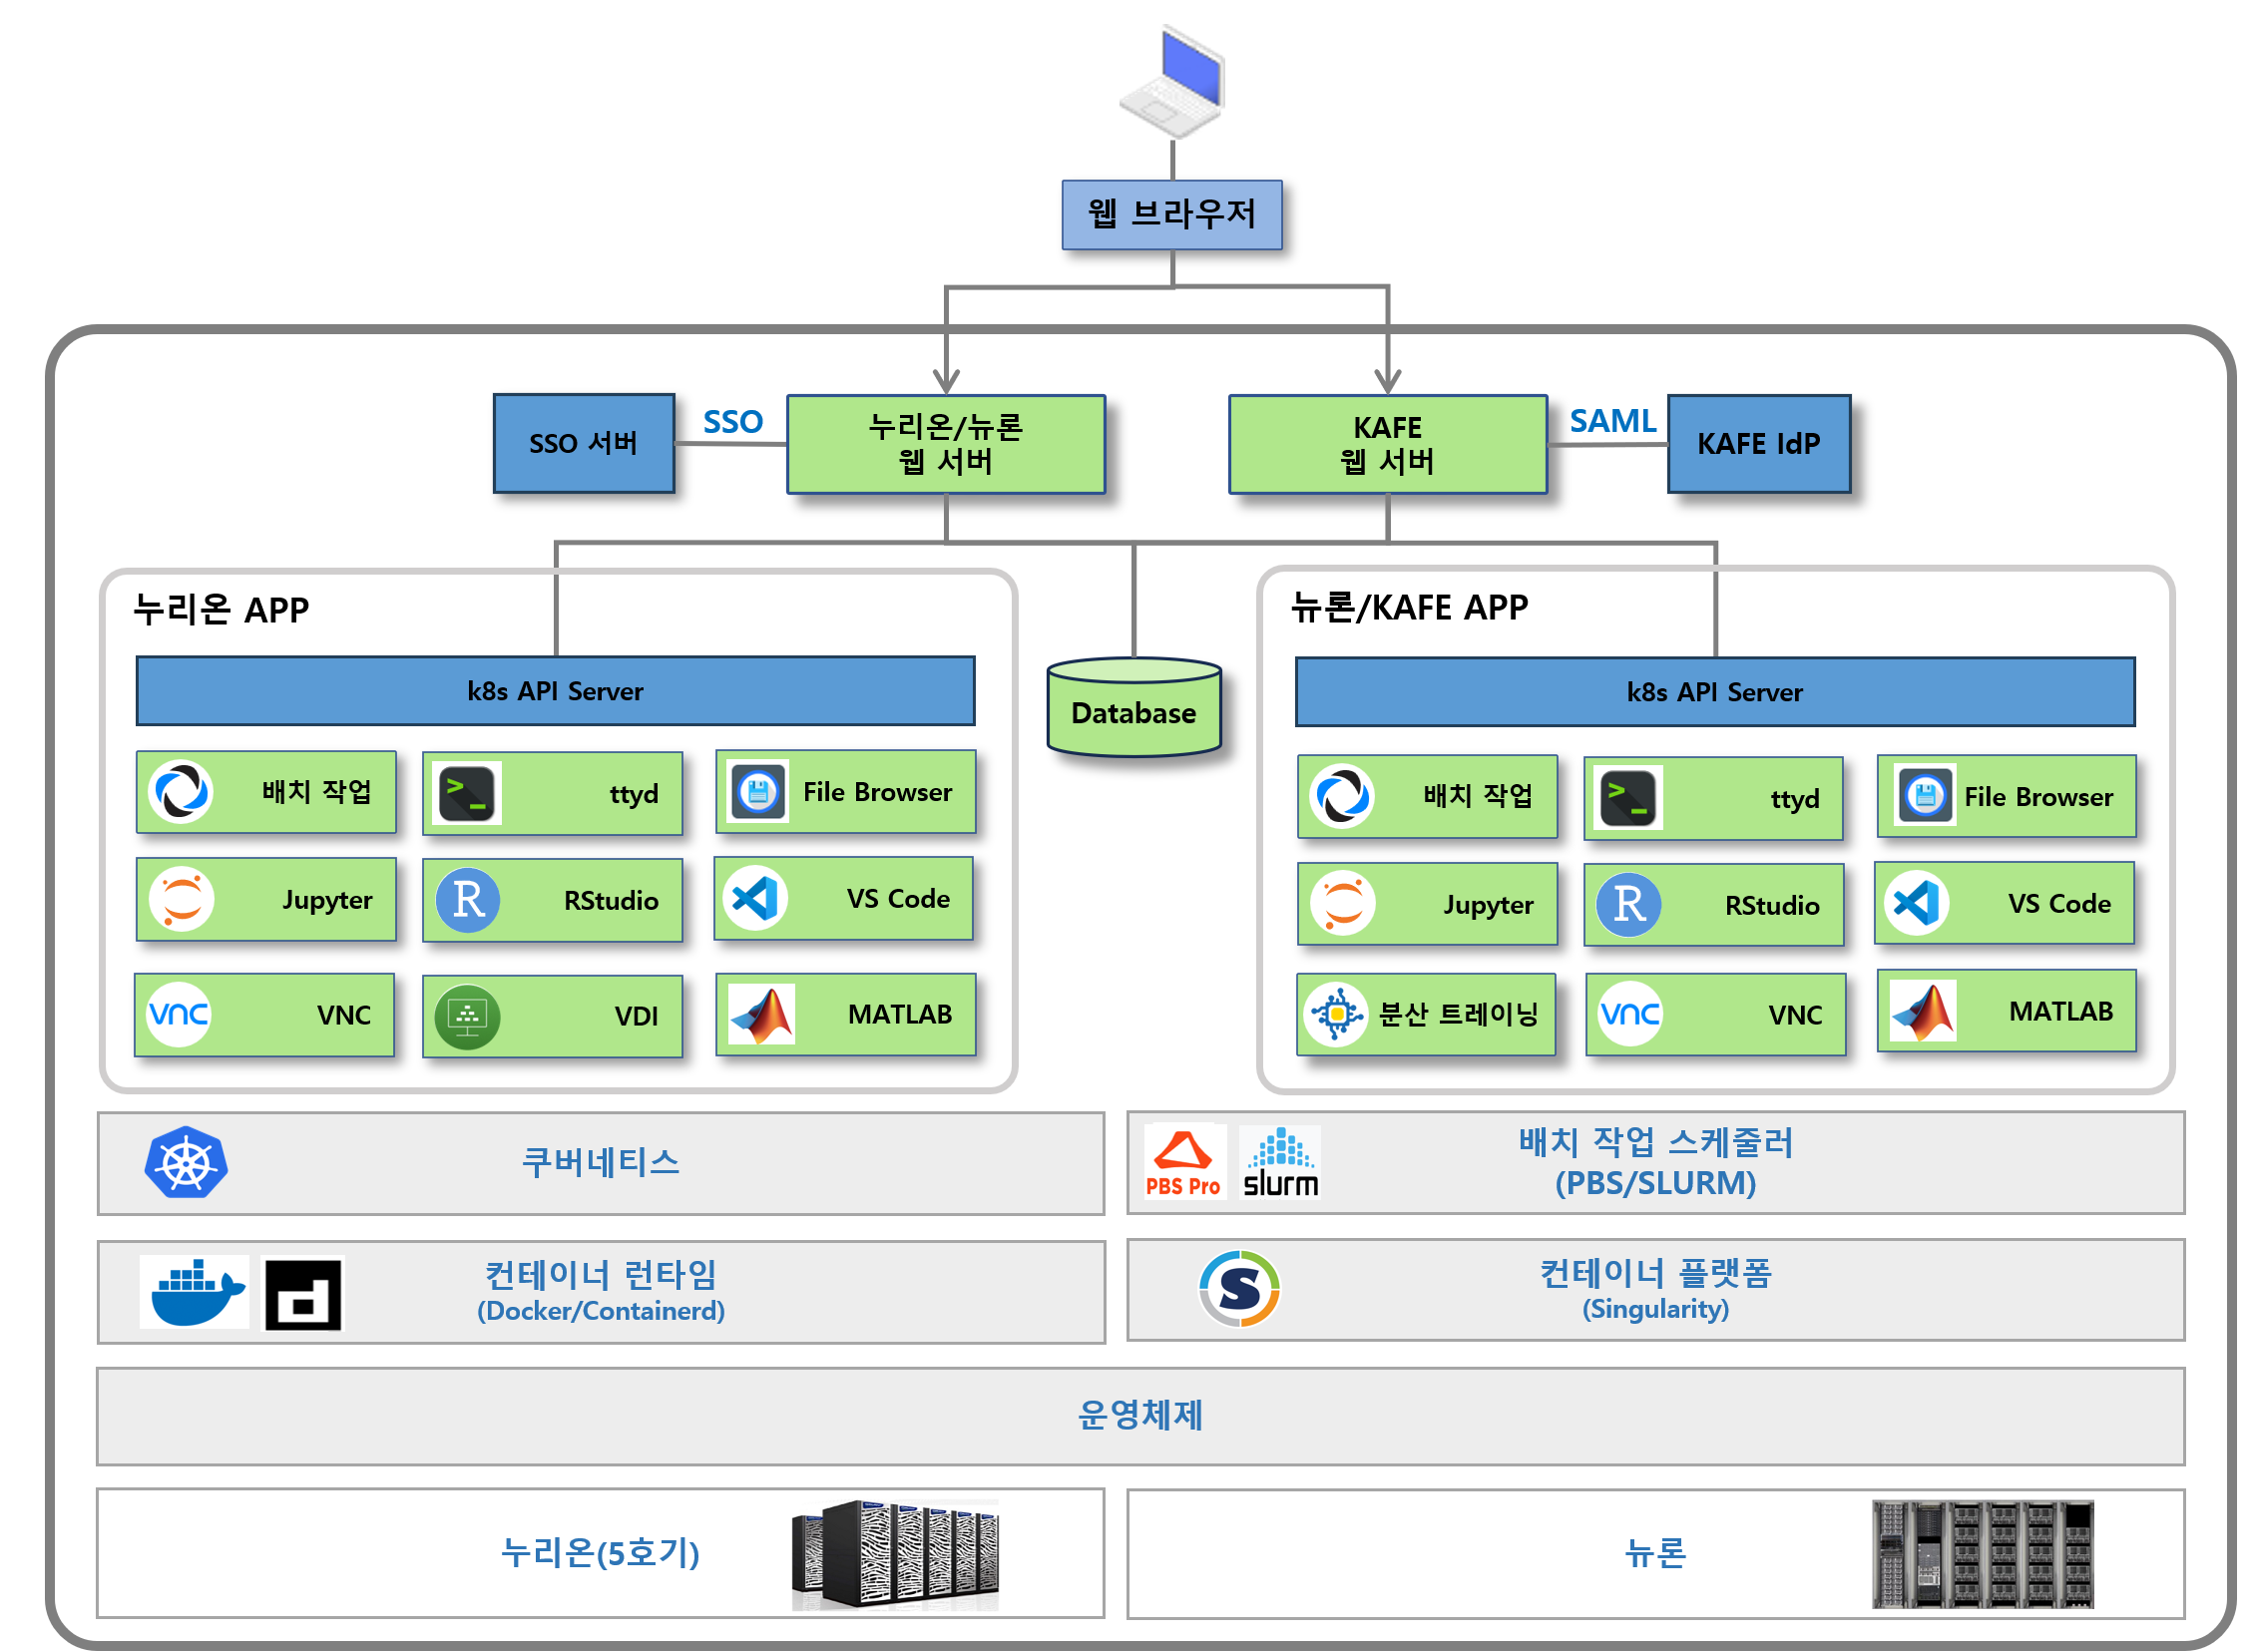 웹 브라우저
SSO 서버
SSO
누리온/뉴론
웹 서버
KAFE
웹 서버
SAML
KAFE IdP
누리온 APP
k8s API Server
배치 작업
ttyd
File Browser
Jupyter
RStudio
VS Code
VNC
VDI
MATLAB
Database
뉴론/KAFE APP
k8s API Server
배치 작업
ttyd
File Browser
Jupyter
RStudio
VS Code
분산 트레이닝
VNC
MATLAB
쿠버네티스
PBS Pro
slurm
배치 작업 스케줄러
(PBS/SLURM)
컨테이너 런타임
(Docker/Containerd)
컨테이너 플랫폼
(Singularity)
운영체제
누리온(5호기)
뉴론